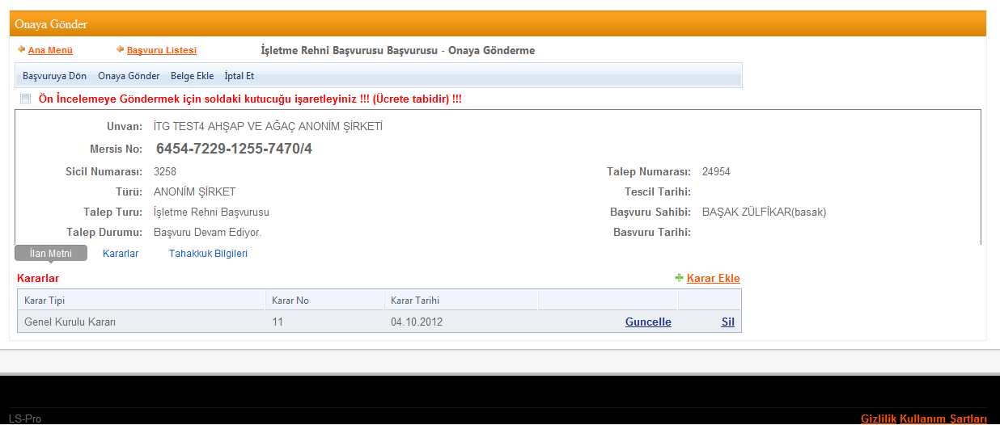 Onaya Gönder
Ana Menü Başvuru Listesi İşletme Rehni Başvurusu Başvurusu - Onaya Gönderme
Başvuruya Dön Onaya Gönder Belge Ekle İptal Et
Ön İncelemeye Göndermek için soldaki kutucuğu işaretleyiniz !!! (Ücrete tabidir) !!!
Unvan: İTG TEST4 AHŞAP VE AĞAÇ ANONİM ŞİRKETİ
Mersis No: 6454-7229-1255-7470/4
Sicil Numarası: 3258 Talep Numarası: 24954
Türü: ANONİM ŞİRKET Tescil Tarihi:
Talep Turu: İşletme Rehni Başvurusu Başvuru Sahibi: BAŞAK ZÜLFİKAR(basak)
Talep Durumu: Başvuru Devam Ediyor. Basvuru Tarihi:
İlan Metni Kararlar Tahakkuk Bilgileri
Kararlar Karar Ekle
Karar Tipi Karar No Karar Tarihi
Genel Kurulu Kararı 11 04.10.2012 Guncelle Sil
LS-Pro Gizlilik Kullanım Şartları